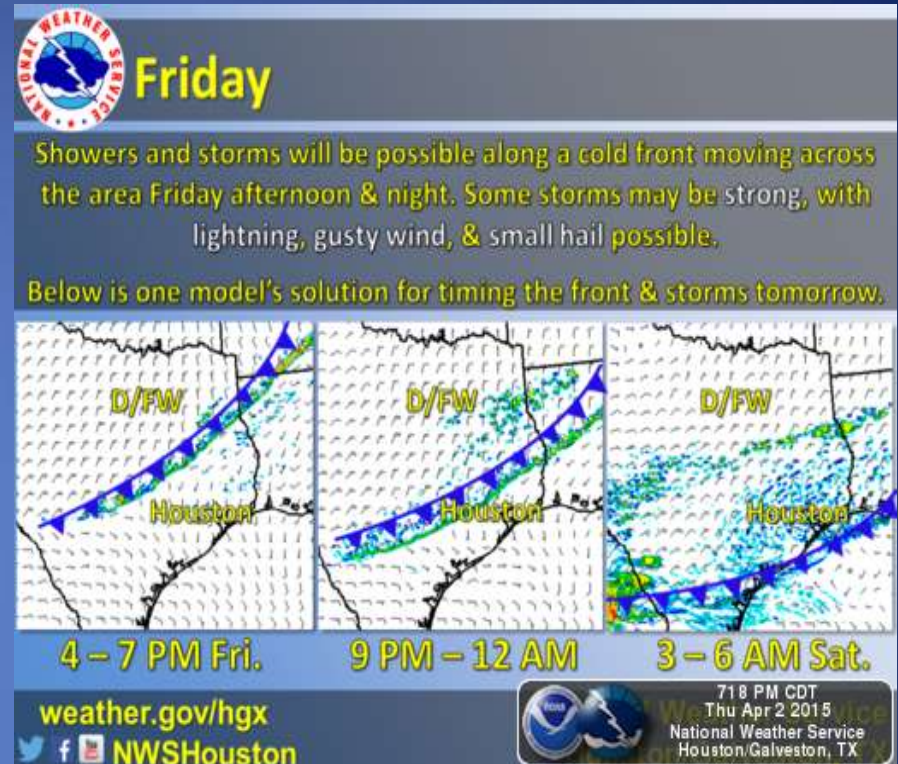 NATIONAL WEATHER SERVICE
Friday
Showers and storms will be possible along a cold front moving across
the area Friday afternoon & night. Some storms may be strong, with
lightning, gusty wind, & small hail possible.
Below is one model's solution for timing the front & storms tomorrow.
D/FW
Houston
D/FW
Houston
D/FW
Houston
4 – 7 PM Fri.
9 PM – 12 AM
3 – 6 AM Sat.
weather.gov/hgx
NWSHouston
718 PM CDT
Thu Apr 2 2015
National Weather Service
Houston/Galveston, TX